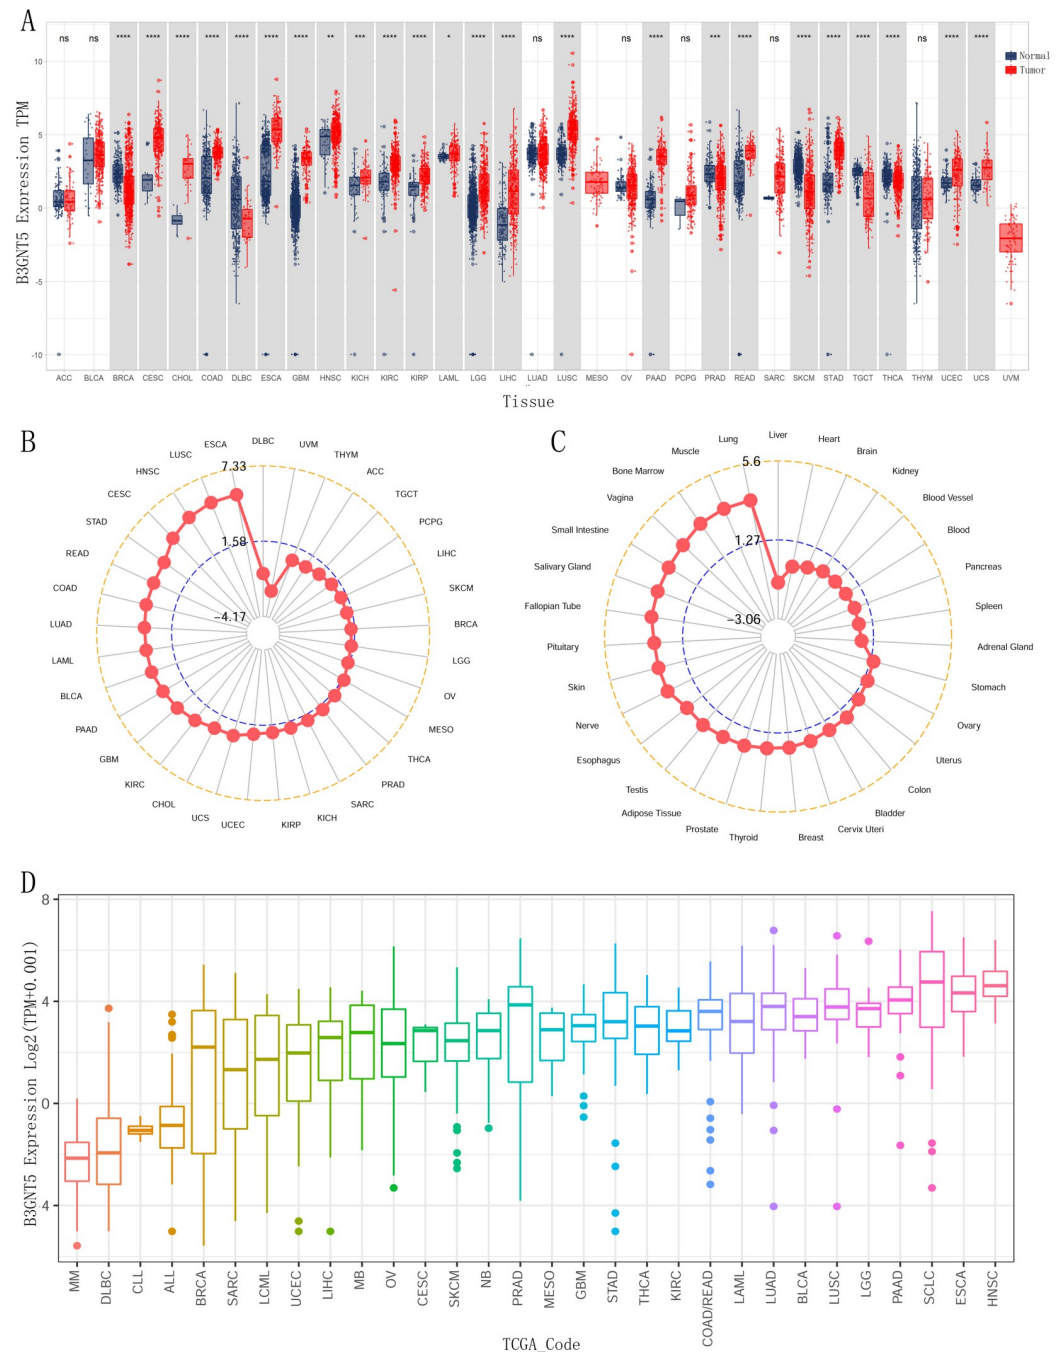 A
ns ns **** **** **** **** **** **** **** ** *** **** **** * **** **** ns **** ns **** ns *** **** ns **** **** **** **** ns **** ****
Normal
Tumor
B3GNT5 Expression TPM
10
5
0
-5
-10
ACC BLCA BRCA CESC CHOL COAD DLBC ESCA GBM HNSC KICH KIRC KIRP LAML LGG LIHC LUAD LUSC MESO OV PAAD PCPG PRAD READ SARC SKCM STAD TGCT THCA THYM UCEC UCS UVM
Tissue
B
DLBC
UVM
THYM
ACC
TGCT
PCPG
LIHC
SKCM
BRCA
LGG
OV
MESO
THCA
PRAD
SARC
KICH
KIRP
UCEC
UCS
CHOL
KIRC
GBM
PAAD
BLCA
LAML
LUAD
COAD
READ
STAD
CESC
HNSC
LUSC
ESCA
7.33
1.58
−4.17
C
Liver
Heart
Brain
Kidney
Blood Vessel
Blood
Pancreas
Spleen
Adrenal Gland
Stomach
Ovary
Uterus
Colon
Bladder
Cervix Uteri
Breast
Thyroid
Prostate
Adipose Tissue
Testis
Esophagus
Nerve
Skin
Pituitary
Fallopian Tube
Salivary Gland
Small Intestine
Vagina
Bone Marrow
Muscle
Lung
5.6
1.27
−3.06
D
B3GNT5 Expression Log2(TPM+0.001)
8
4
0
-4
MM DLBC CLL ALL BRCA SARC LCML UCEC LIHC MB OV CESC SKCM NB PRAD MESO GBM STAD THCA KIRC COAD/READ LAML LUAD BLCA LUSC LGG PAAD SCLC ESCA HNSC
TCGA_Code